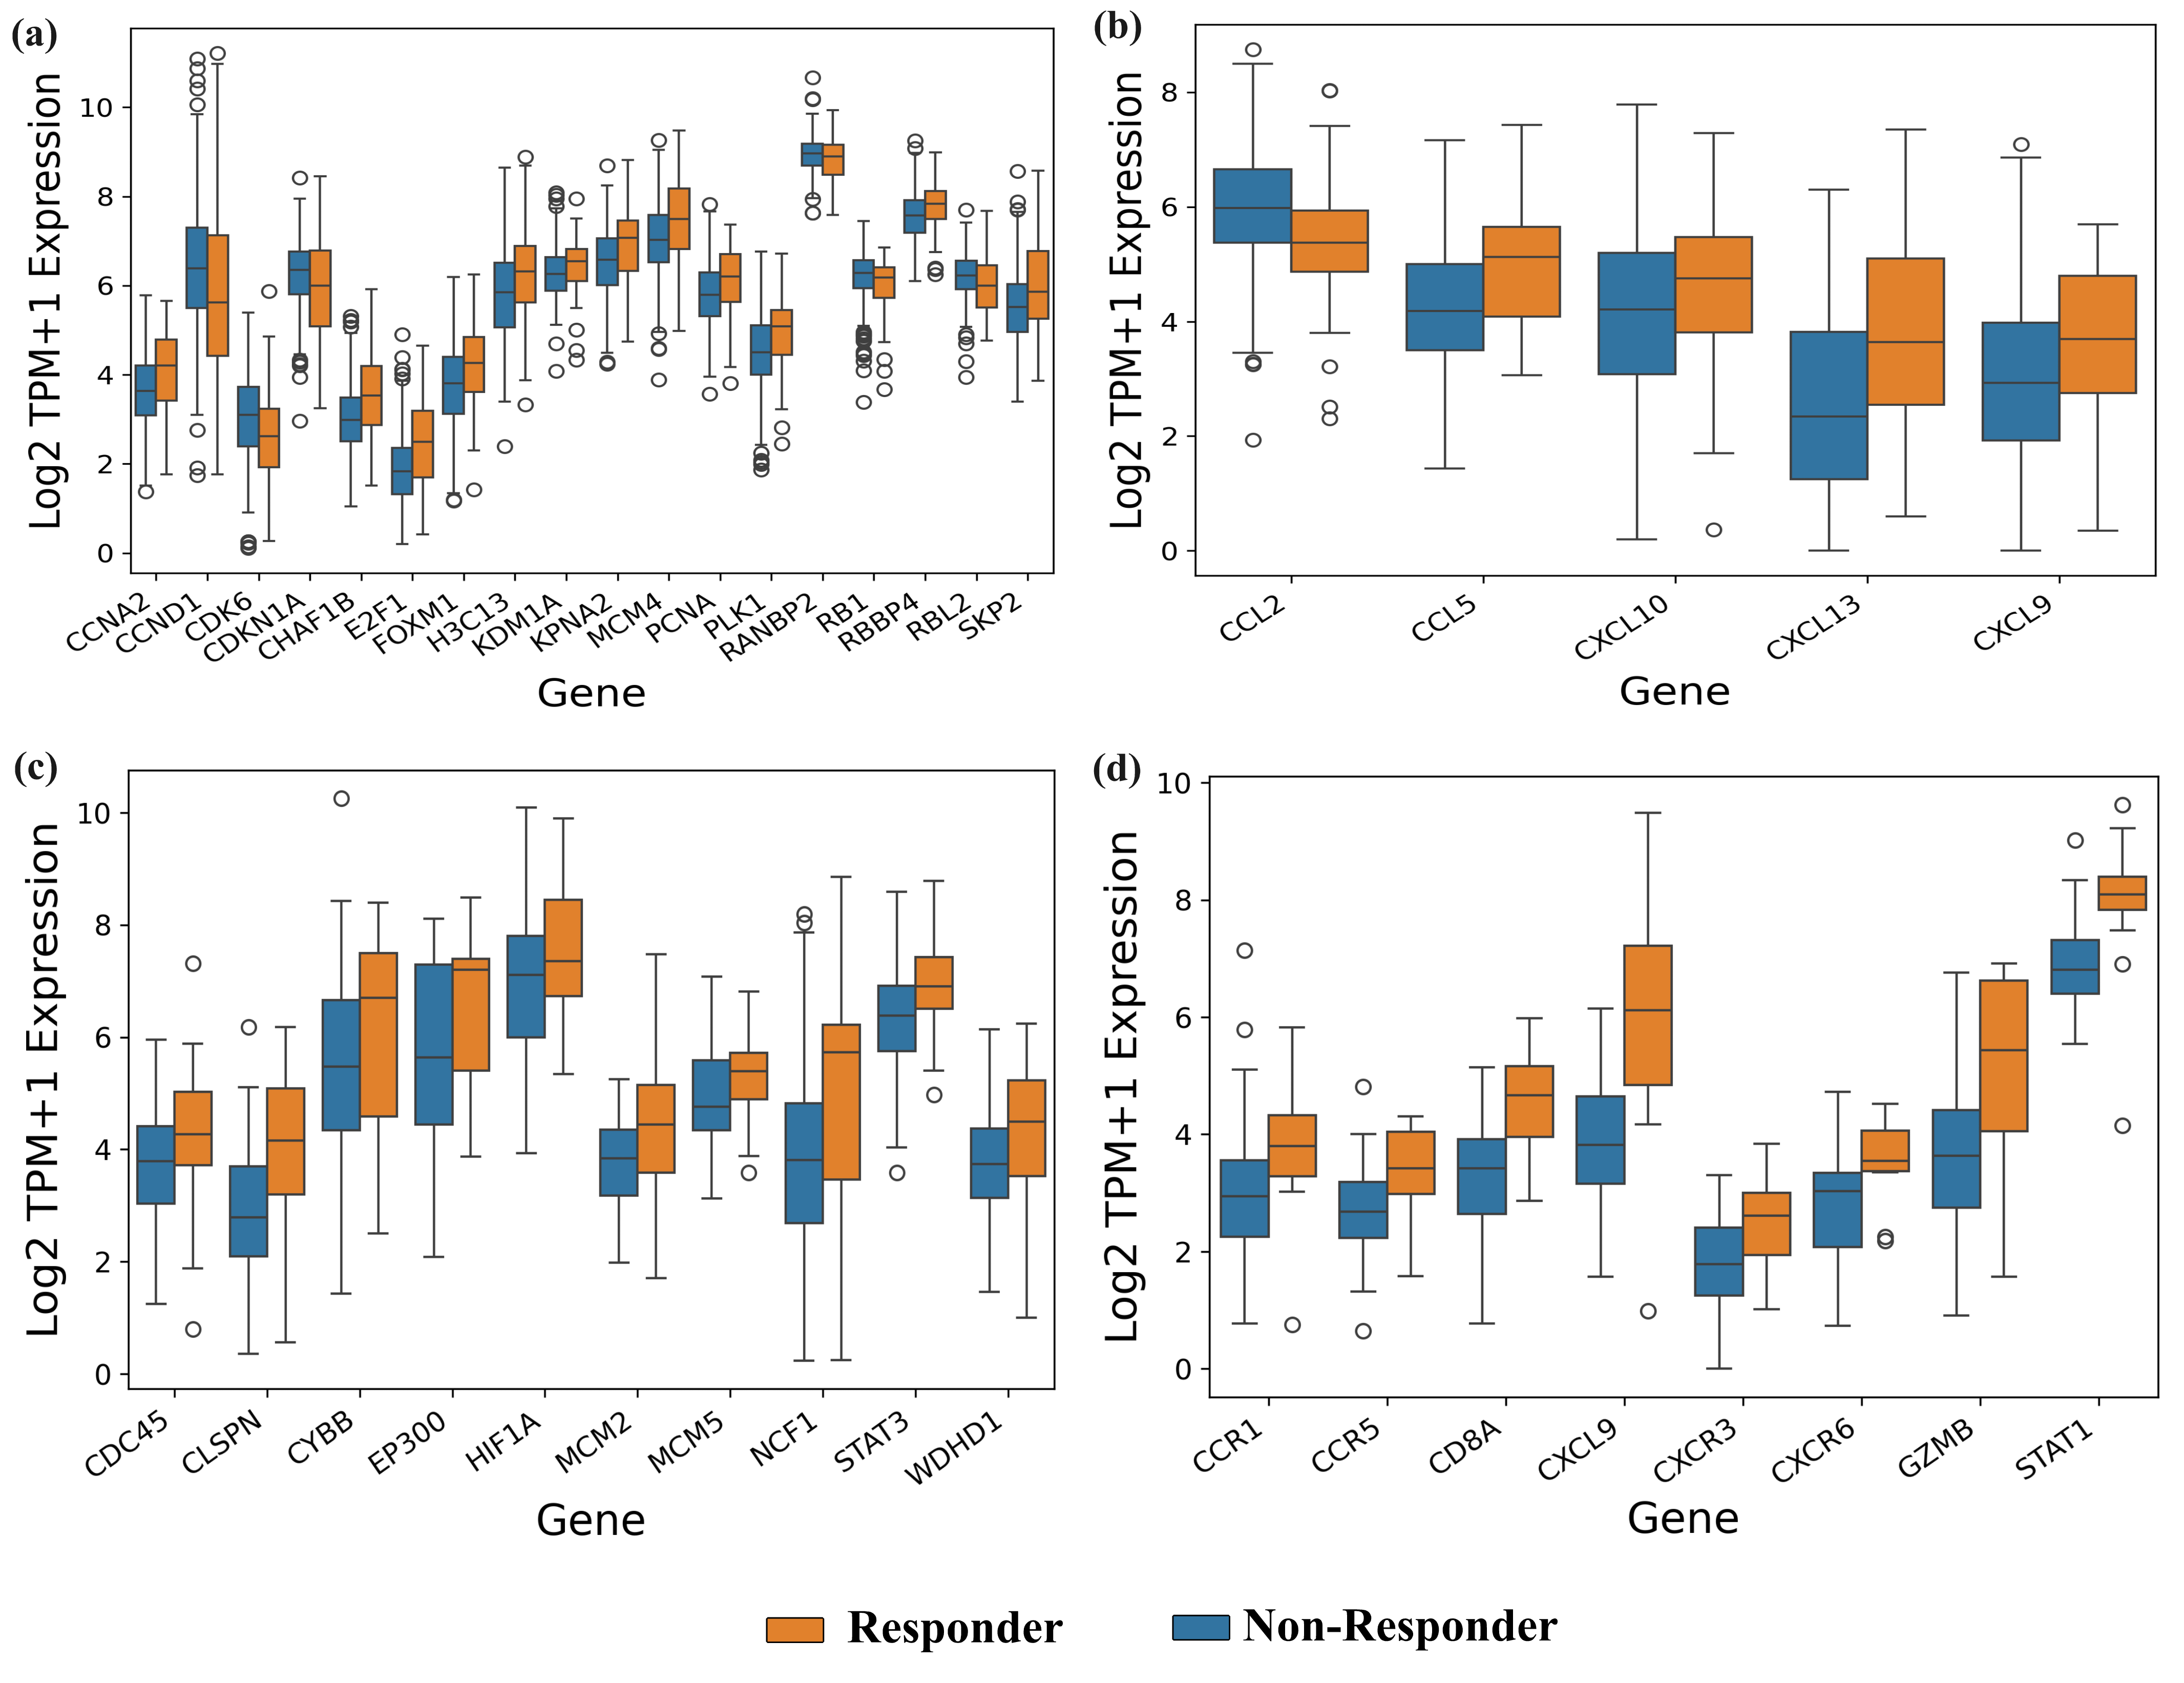 (a)
Log2 TPM+1 Expression
10
8
6
4
2
0
CCNA2
CCND1
CDK6
CDKN1A
CHAF1B
E2F1
FOXM1
H3C13
KDM1A
KPNA2
MCM4
PCNA
PLK1
RANBP2
RB1
RBBP4
RBL2
SKP2
Gene
(b)
Log2 TPM+1 Expression
8
6
4
2
0
CCL2
CCL5
CXCL10
CXCL13
CXCL9
Gene
(c)
Log2 TPM+1 Expression
10
8
6
4
2
0
CDC45
CLSPN
CYBB
EP300
HIF1A
MCM2
MCM5
NCF1
STAT3
WDHD1
Gene
(d)
Log2 TPM+1 Expression
10
8
6
4
2
0
CCR1
CCR5
CD8A
CXCL9
CXCR3
CXCR6
GZMB
STAT1
Gene
Responder
Non-Responder